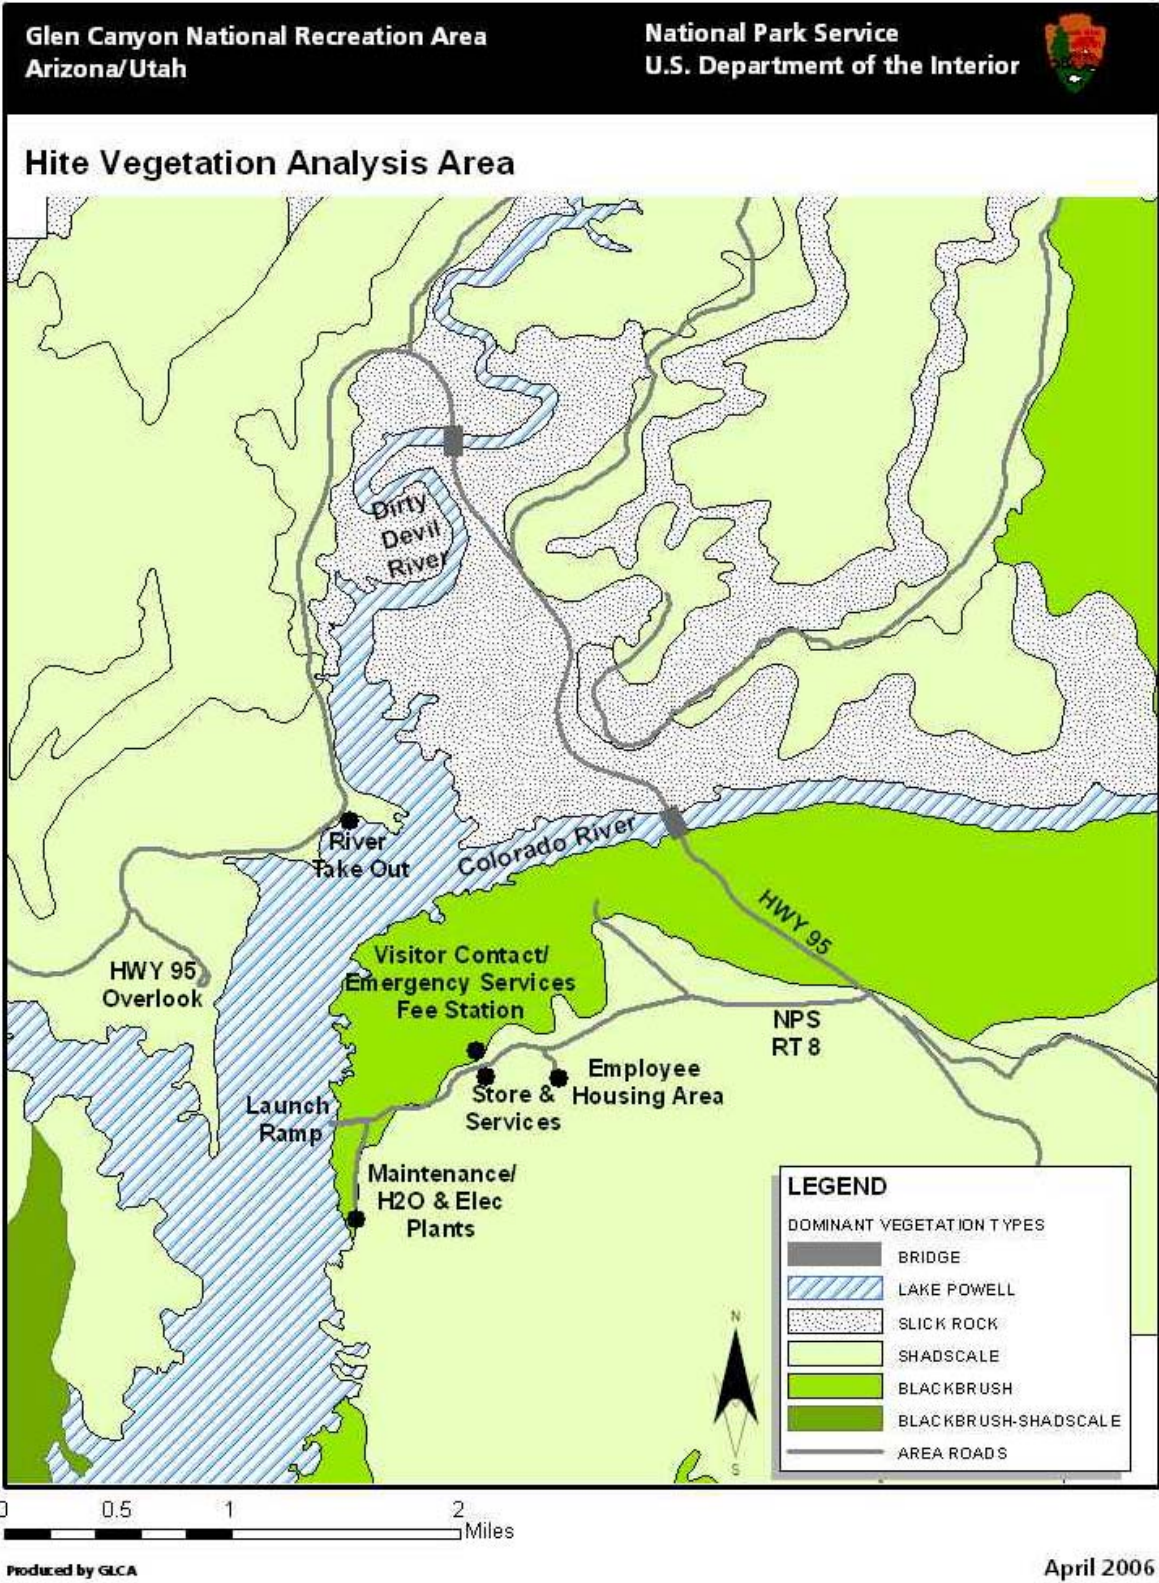 Glen Canyon National Recreation Area
Arizona/Utah
National Park Service
U.S. Department of the Interior
Hite Vegetation Analysis Area
Dirty
Devil
River
Colorado River
River
Take Out
HWY 95
HWY 95
Overlook
Visitor Contact/
Emergency Services
Fee Station
NPS
RT 8
Employee
Housing Area
Store &
Services
Launch
Ramp
Maintenance/
H2O & Elec
Plants
LEGEND
DOMINANT VEGETATION TYPES
BRIDGE
LAKE POWELL
SLICK ROCK
SHADSCALE
BLACKBRUSH
BLACKBRUSH-SHADSCALE
AREA ROADS
N
S
0 0.5 1 2
Miles
Produced by GLCA
April 2006